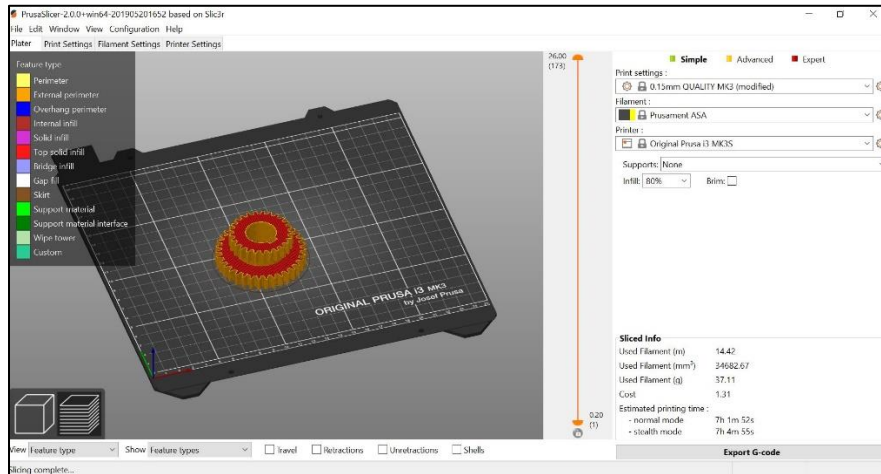 PrusaSlicer-2.0.0+win64-201905201652 based on Slic3r
File Edit Window View Configuration Help
Plater Print Settings Filament Settings Printer Settings
Feature type
Perimeter
External perimeter
Overhang perimeter
Internal infill
Solid infill
Top solid infill
Bridge infill
Gap fill
Skirt
Support material
Support material interface
Wipe tower
Custom
ORIGINAL PRUSA i3 MK3
by Josef Prusa
26.00
(173)
0.20
(1)
Simple Advanced Expert
Print settings :
0.15mm QUALITY MK3 (modified)
Filament :
Prusament ASA
Printer :
Original Prusa i3 MK3S
Supports: None
Infill: 80% Brim:
Sliced Info
Used Filament (m) 14.42
Used Filament (mm³) 34682.67
Used Filament (g) 37.11
Cost 1.31
Estimated printing time :
- normal mode 7h 1m 52s
- stealth mode 7h 4m 55s
View Feature type Show Feature types Travel Retractions Unretractions Shells
Export G-code
Slicing complete...